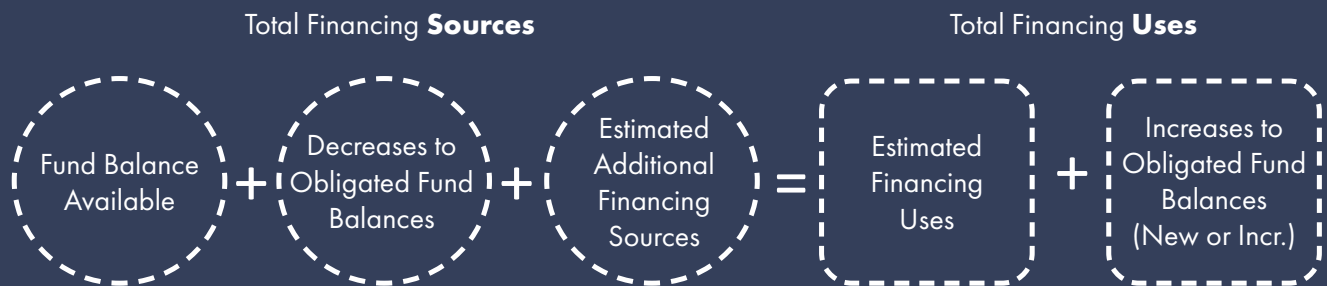 Total Financing Sources
Total Financing Uses
Fund Balance
Available
+
Decreases to
Obligated Fund
Balances
+
Estimated
Additional
Financing
Sources
=
Estimated
Financing
Uses
+
Increases to
Obligated Fund
Balances
(New or Incr.)